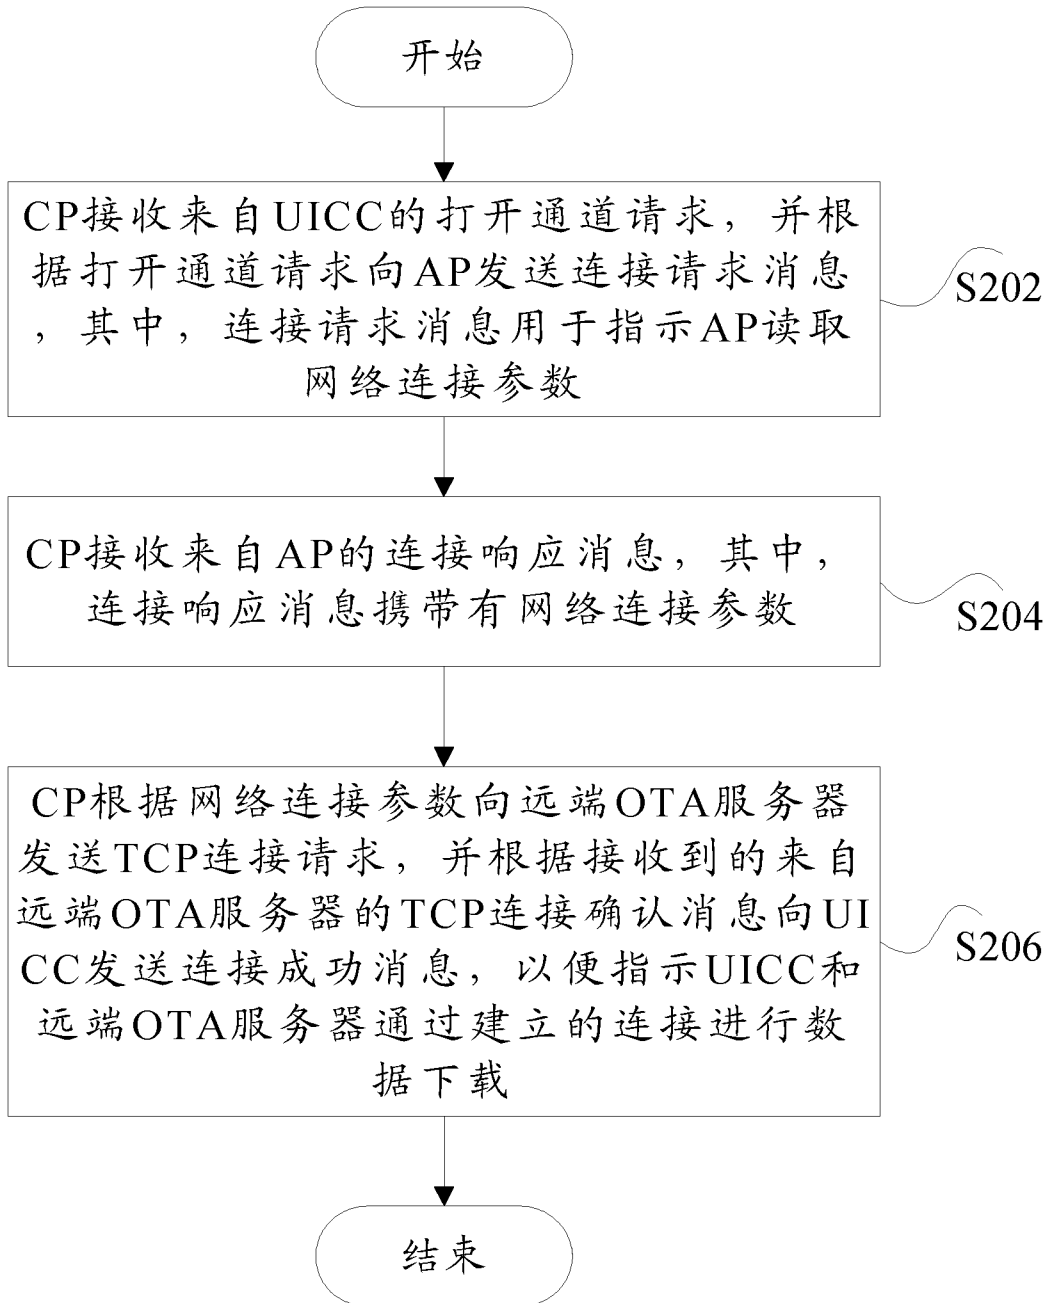 开始
CP接收来自UICC的打开通道请求，并根
据打开通道请求向AP发送连接请求消息
，其中，连接请求消息用于指示AP读取
网络连接参数
S202
CP接收来自AP的连接响应消息，其中，
连接响应消息携带有网络连接参数
S204
CP根据网络连接参数向远端OTA服务器
发送TCP连接请求，并根据接收到的来自
远端OTA服务器的TCP连接确认消息向UI
CC发送连接成功消息，以便指示UICC和
远端OTA服务器通过建立的连接进行数
据下载
S206
结束